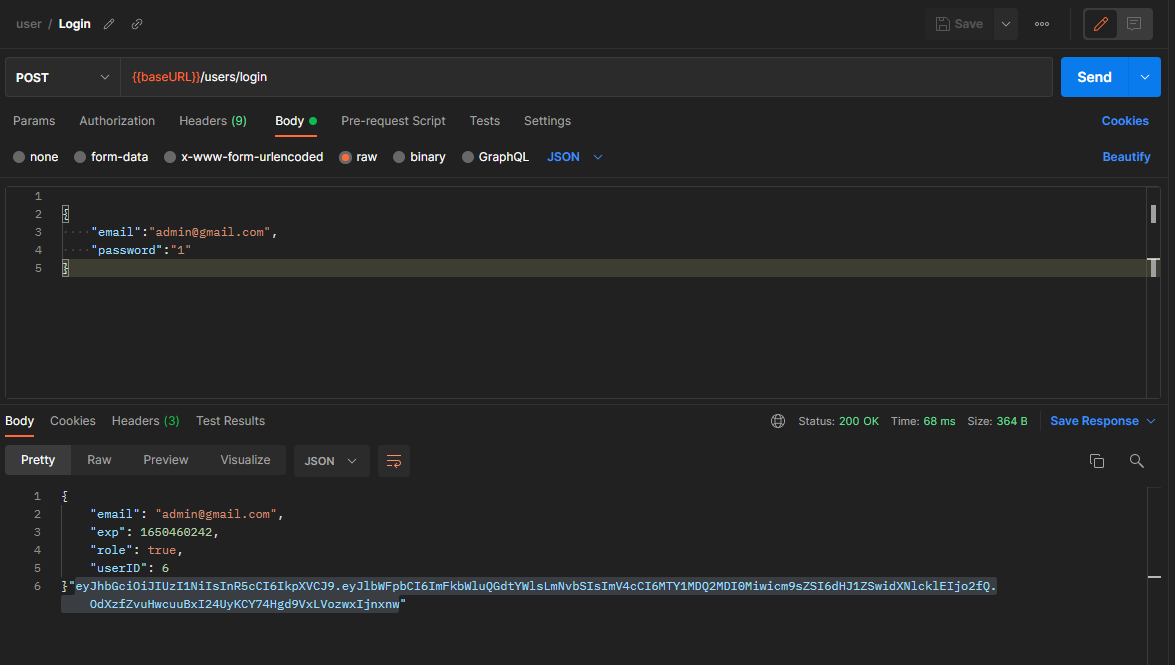 user / Login
Save
POST
{{baseURL}}/users/login
Send
Params Authorization Headers (9) Body Pre-request Script Tests Settings Cookies
none form-data x-www-form-urlencoded raw binary GraphQL JSON Beautify
1
2 {
3 "email":"admin@gmail.com",
4 "password":"1"
5 }
Body Cookies Headers (3) Test Results Status: 200 OK Time: 68 ms Size: 364 B Save Response
Pretty Raw Preview Visualize JSON
1 {
2 "email": "admin@gmail.com",
3 "exp": 1650460242,
4 "role": true,
5 "userID": 6
6 }"eyJhbGciOiJIUzI1NiIsInR5cCI6IkpXVCJ9.eyJlbWFpbCI6ImFkbWluQGdtYWlsLmNvbSIsImV4cCI6MTY1MDQ2MDI0Miwicm9sZSI6dHJ1ZSwidXNlcklEIjo2fQ.
OdXzfZvuHwcuuBxI24UyKCY74Hgd9VxLVozwxIjnxnw"